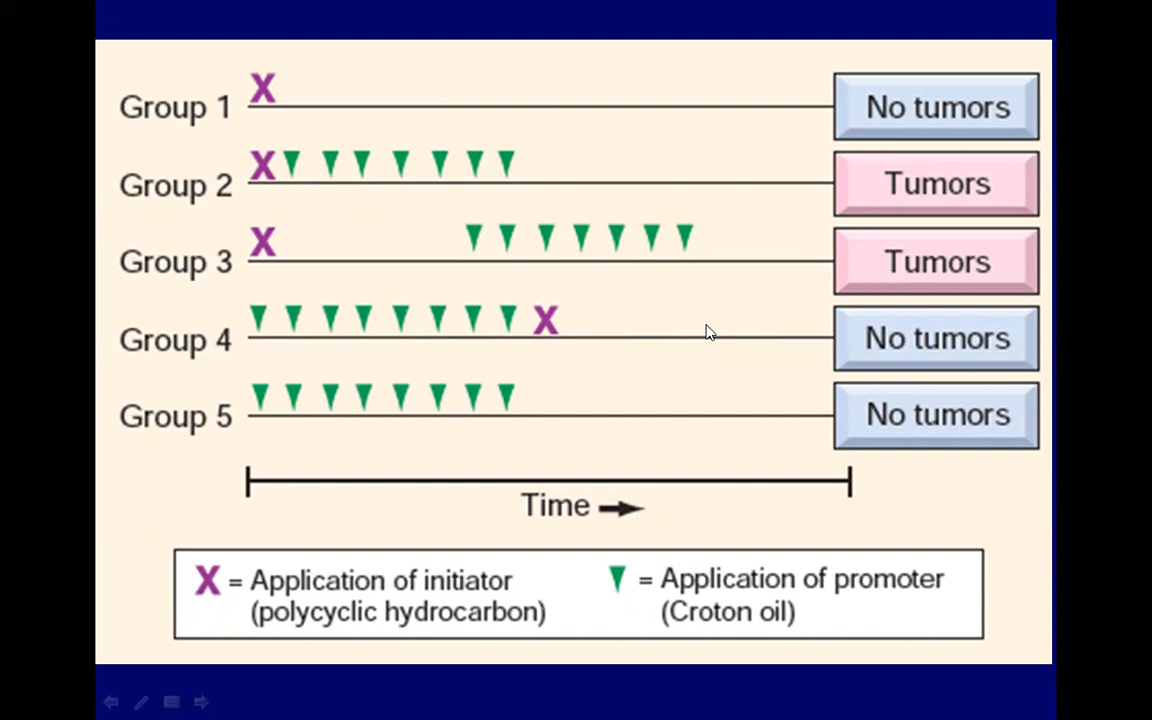 Group 1 X No tumors
Group 2 X Tumors
Group 3 X Tumors
Group 4 X No tumors
Group 5 No tumors
Time
X = Application of initiator
(polycyclic hydrocarbon)
= Application of promoter
(Croton oil)